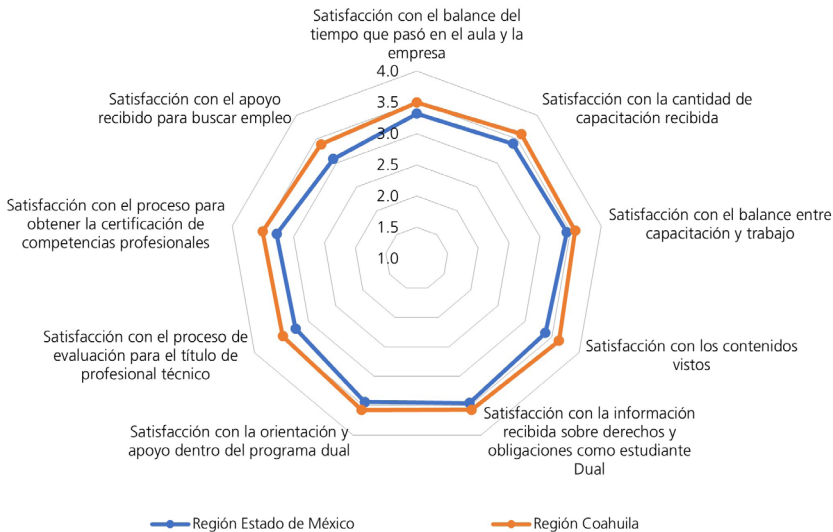 Satisfacción con el balance del
tiempo que pasó en el aula y la
empresa
4.0
3.5
3.0
2.5
2.0
1.5
1.0
Satisfacción con la cantidad de
capacitación recibida
Satisfacción con el balance entre
capacitación y trabajo
Satisfacción con los contenidos
vistos
Satisfacción con la información
recibida sobre derechos y
obligaciones como estudiante
Dual
Satisfacción con la orientación y
apoyo dentro del programa dual
Satisfacción con el proceso de
evaluación para el título de
profesional técnico
Satisfacción con el proceso para
obtener la certificación de
competencias profesionales
Satisfacción con el apoyo
recibido para buscar empleo
Región Estado de México
Región Coahuila